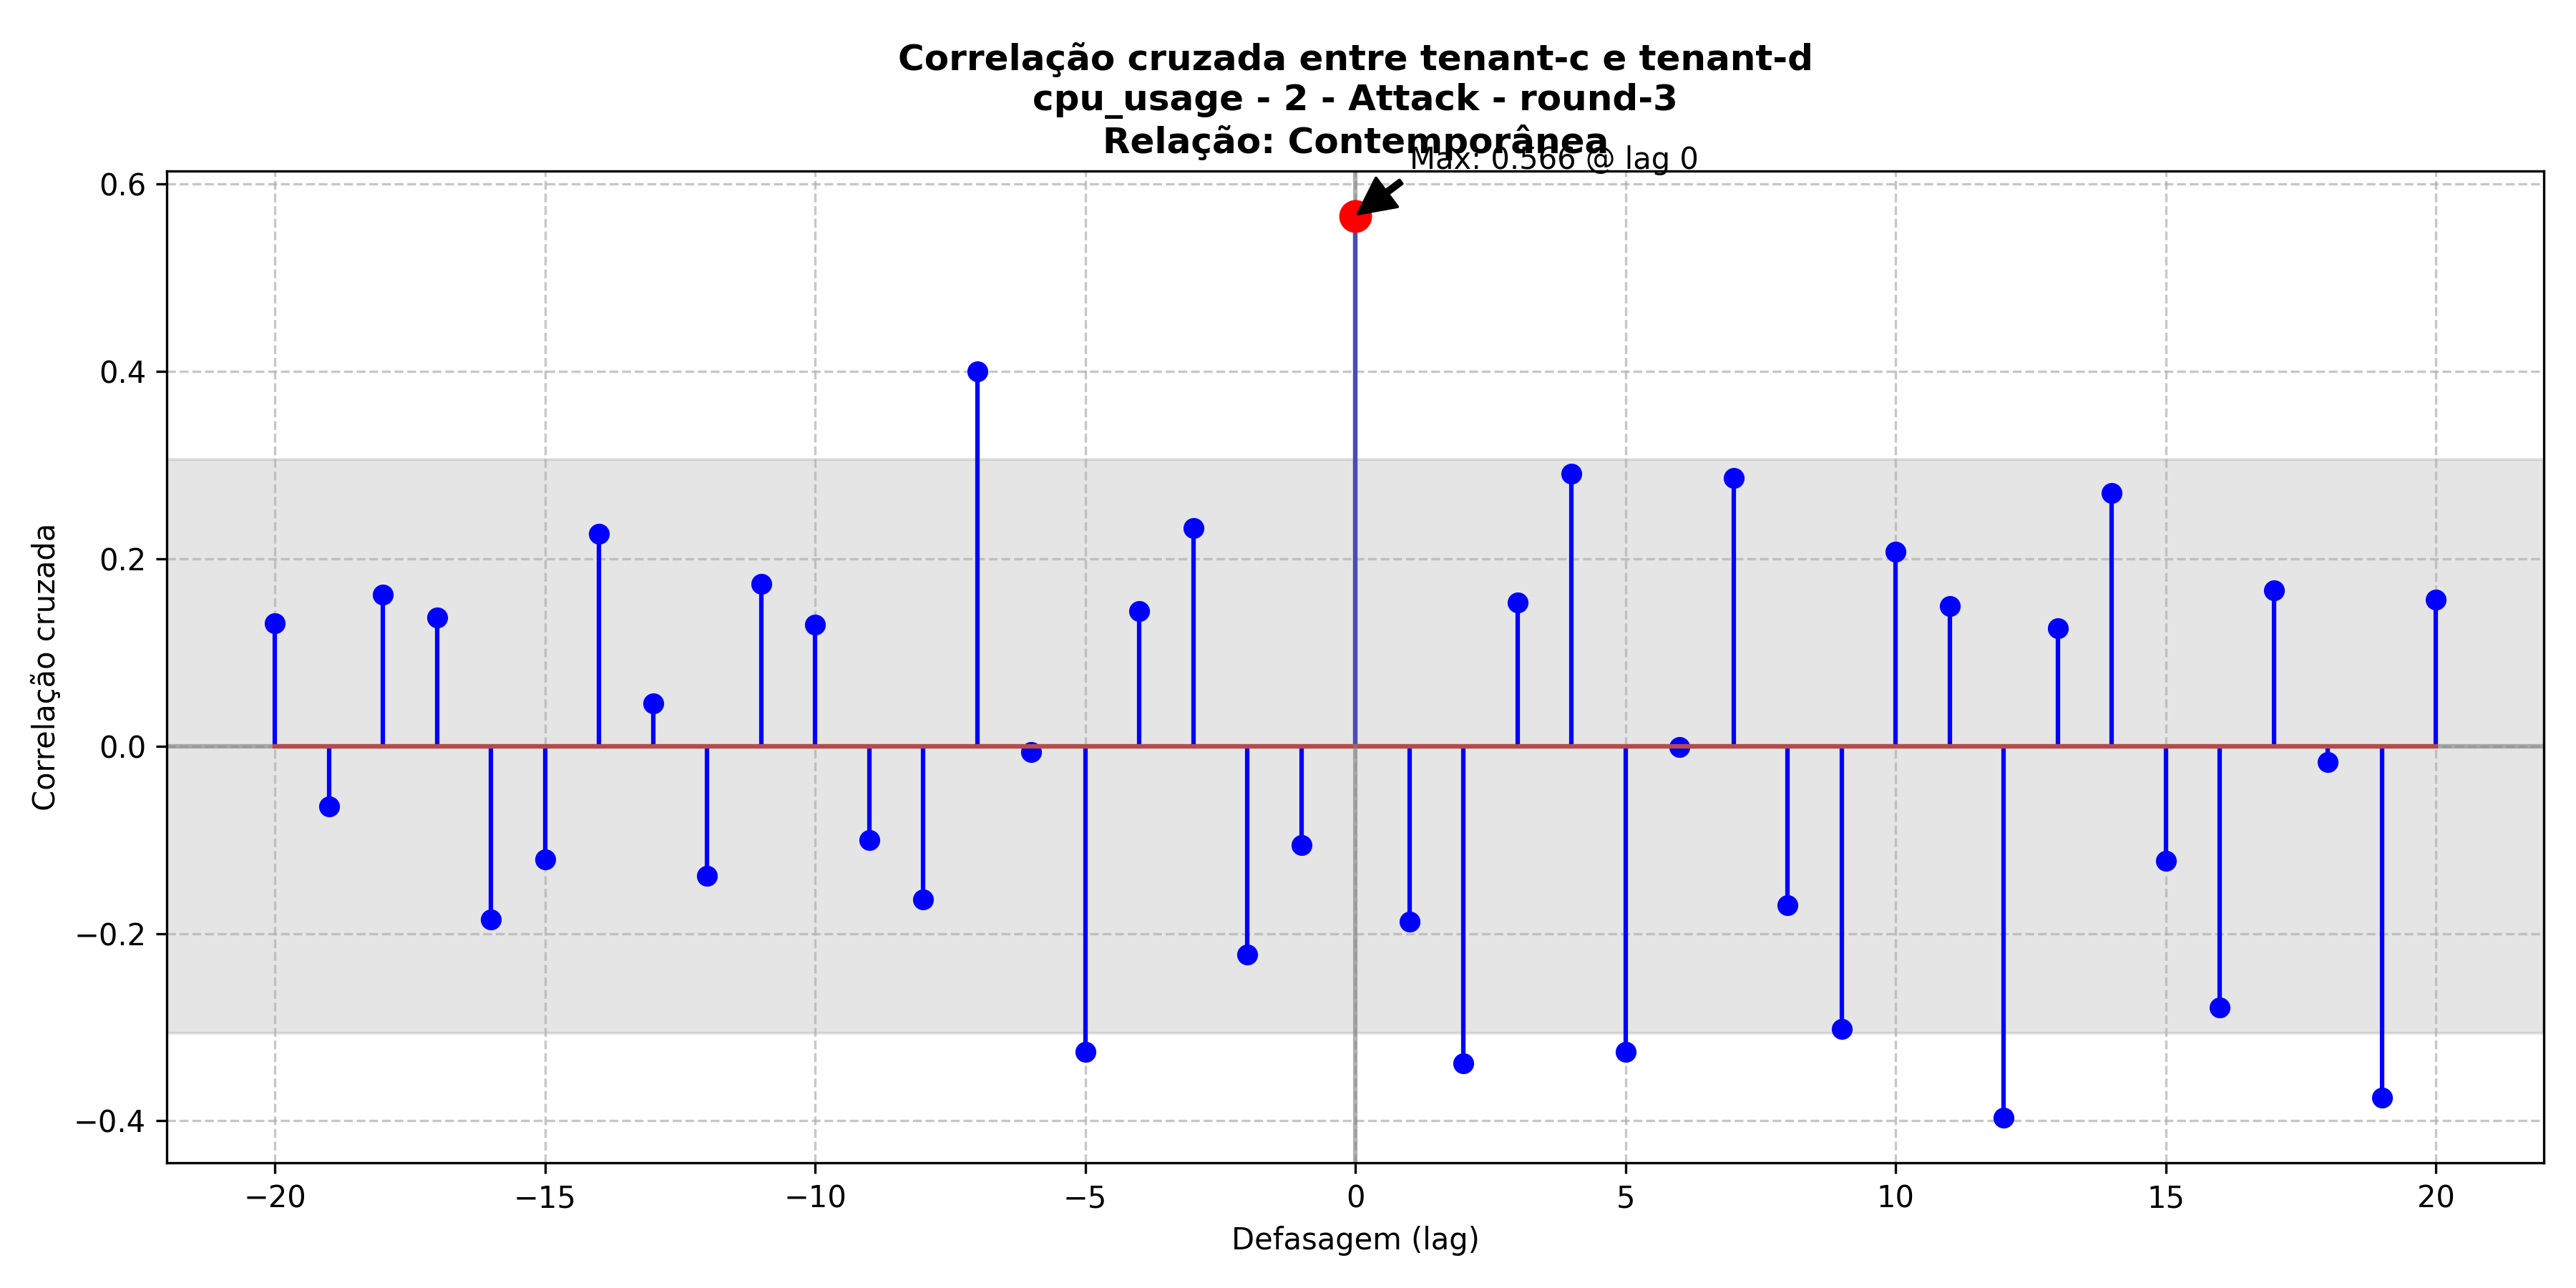 Correlação cruzada entre tenant-c e tenant-d
cpu_usage - 2 - Attack - round-3
Relação: Contemporânea
Max: 0.566 @ lag 0
0.6
0.4
0.2
0.0
−0.2
−0.4
Correlação cruzada
−20
−15
−10
−5
0
5
10
15
20
Defasagem (lag)